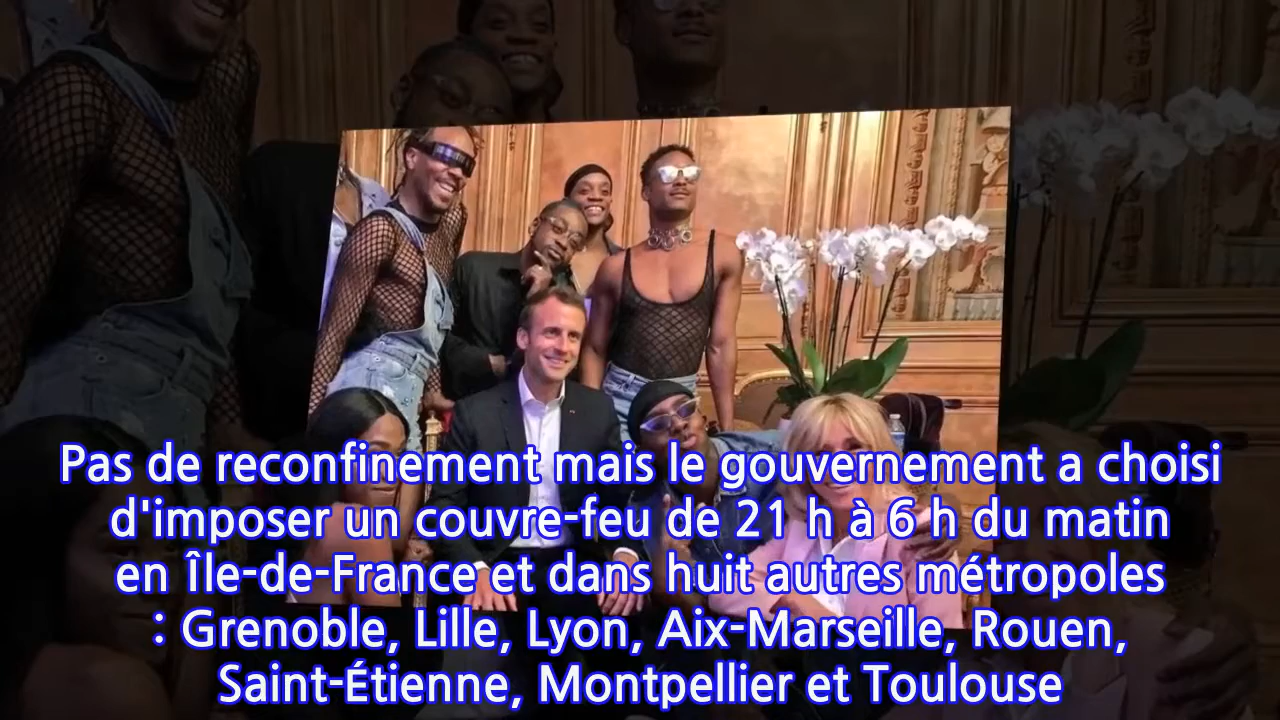 Pas de reconfinement mais le gouvernement a choisi
d'imposer un couvre-feu de 21 h à 6 h du matin
en Île-de-France et dans huit autres métropoles
: Grenoble, Lille, Lyon, Aix-Marseille, Rouen,
Saint-Étienne, Montpellier et Toulouse